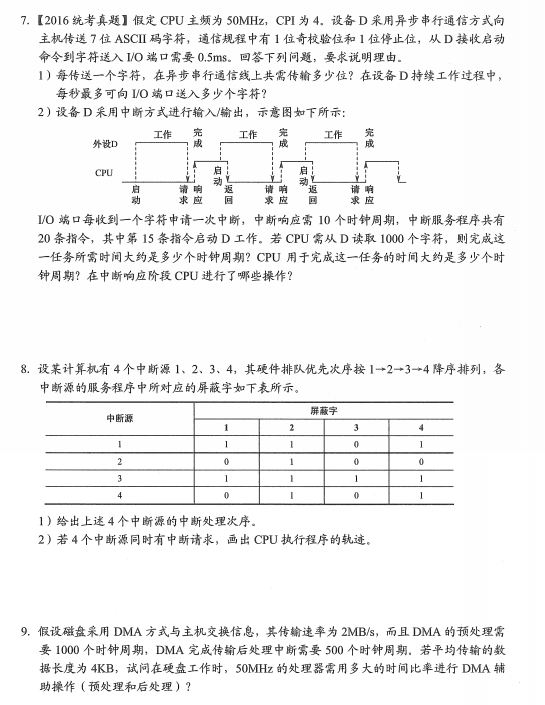 7. 【2016 统考真题】假定 CPU 主频为 50MHz，CPI 为 4。设备 D 采用异步串行通信方式向
主机传送 7 位 ASCII 码字符，通信规程中有 1 位奇校验位和 1 位停止位，从 D 接收启动
命令到字符送入 I/O 端口需要 0.5ms。回答下列问题，要求说明理由。
1）每传送一个字符，在异步串行通信线上共需传输多少位？在设备 D 持续工作过程中，
每秒最多可向 I/O 端口送入多少个字符？
2）设备 D 采用中断方式进行输入/输出，示意图如下所示：
工作 完成 工作 完成 工作 完成
外设D
CPU 启动 启动
启动 请求 响应 返回 请求 响应 返回 请求 响应
I/O 端口每收到一个字符申请一次中断，中断响应需 10 个时钟周期，中断服务程序共有
20 条指令，其中第 15 条指令启动 D 工作。若 CPU 需从 D 读取 1000 个字符，则完成这
一任务所需时间大约是多少个时钟周期？CPU 用于完成这一任务的时间大约是多少个时
钟周期？在中断响应阶段 CPU 进行了哪些操作？
8. 设某计算机有 4 个中断源 1、2、3、4，其硬件排队优先次序按 1→2→3→4 降序排列，各
中断源的服务程序中所对应的屏蔽字如下表所示。
中断源 屏蔽字
1 2 3 4
1 1 1 0 1
2 0 1 0 0
3 1 1 1 1
4 0 1 0 1
1）给出上述 4 个中断源的中断处理次序。
2）若 4 个中断源同时有中断请求，画出 CPU 执行程序的轨迹。
9. 假设磁盘采用 DMA 方式与主机交换信息，其传输速率为 2MB/s，而且 DMA 的预处理需
要 1000 个时钟周期，DMA 完成传输后处理中断需要 500 个时钟周期。若平均传输的数
据长度为 4KB，试问在硬盘工作时，50MHz 的处理器需用多大的时间比率进行 DMA 辅
助操作（预处理和后处理）？